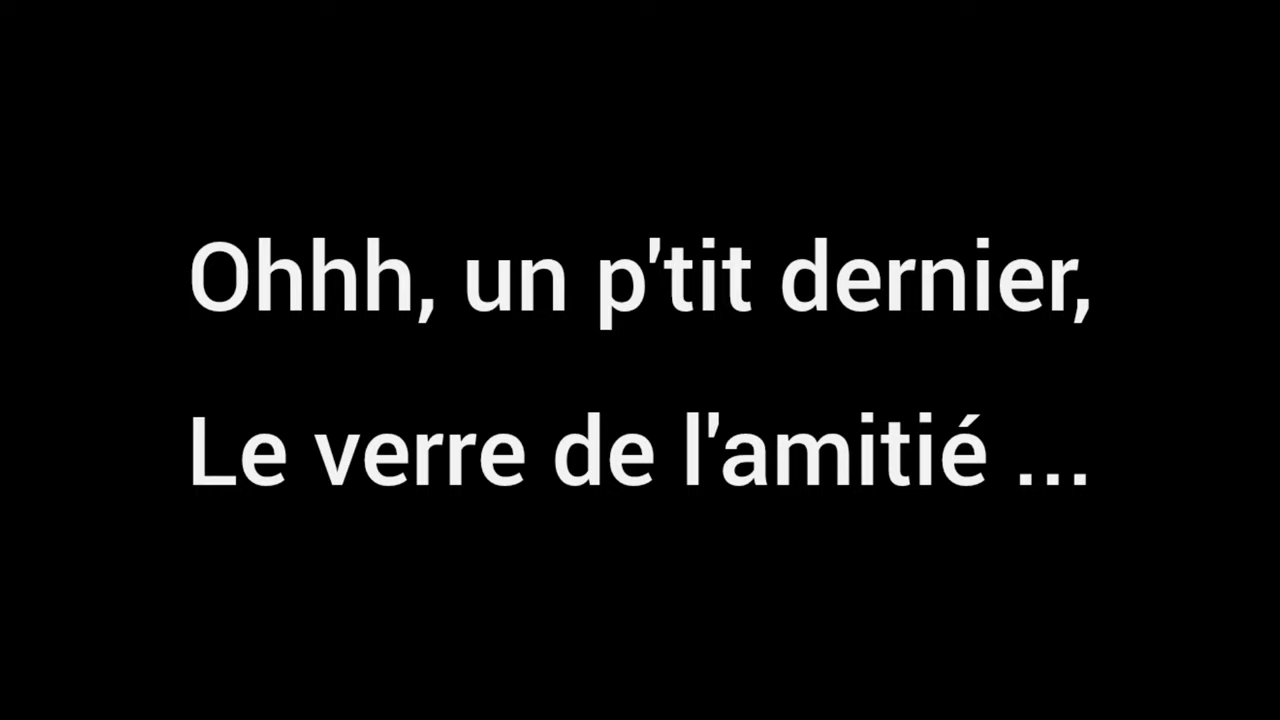 Ohhh, un p'tit dernier,
Le verre de l'amitié ...